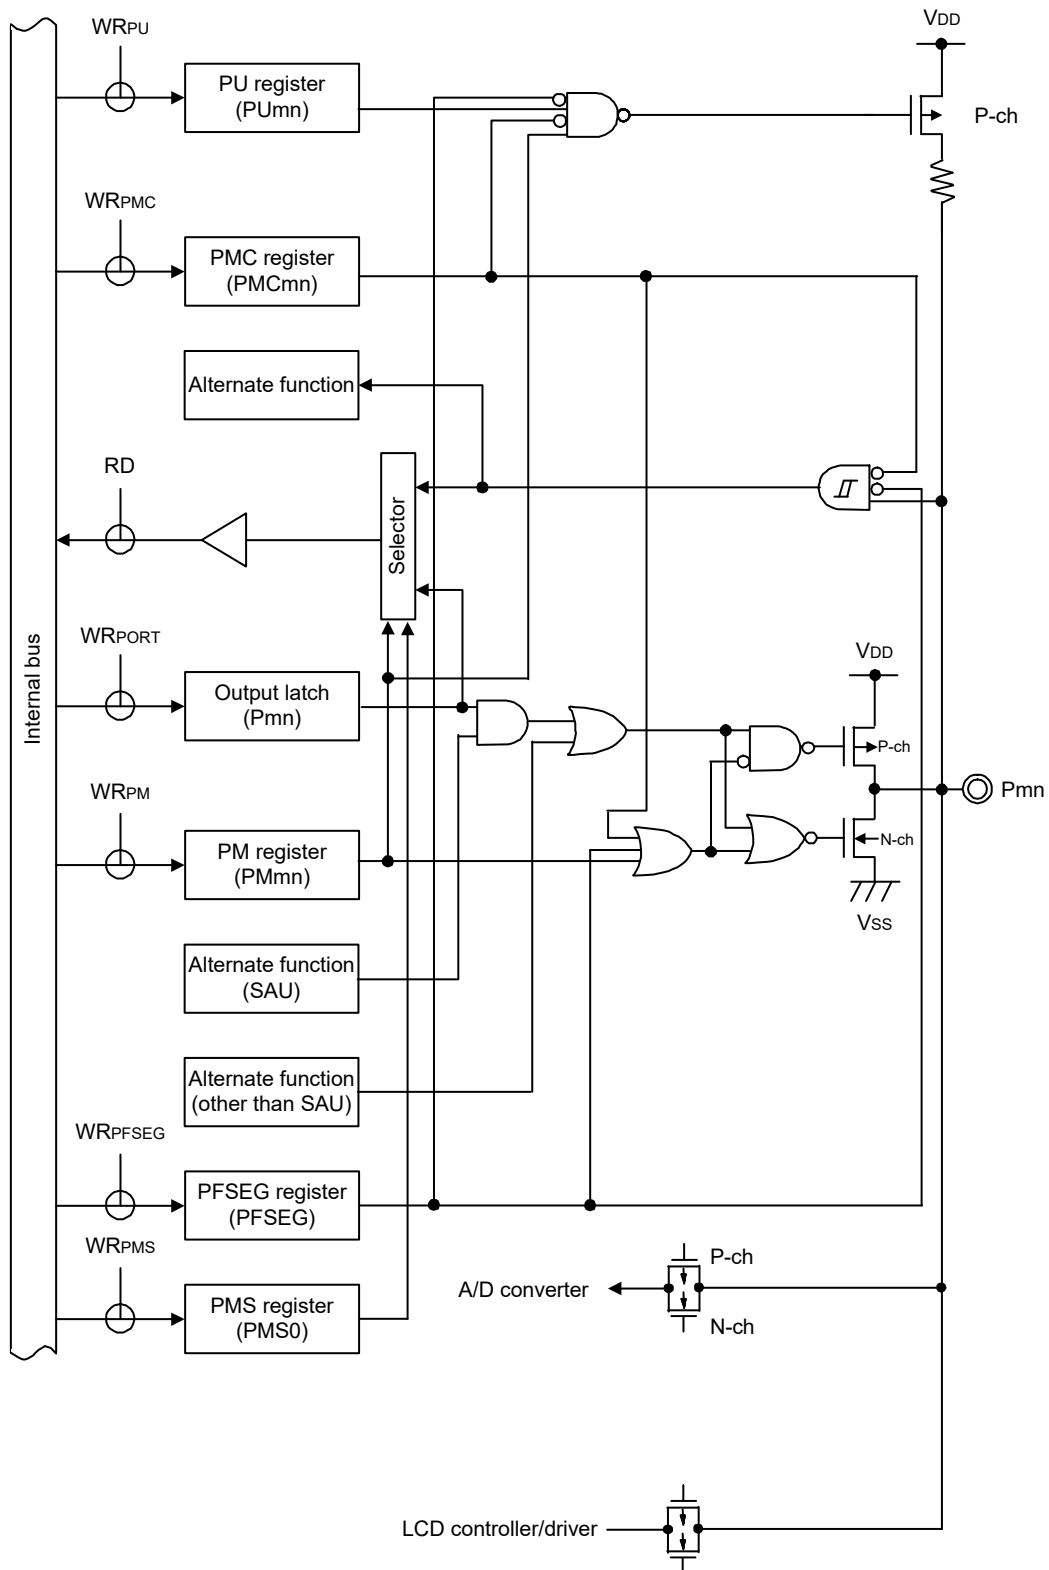 WRPU
VDD
PU register
(PUmn)
P-ch
WRPMC
PMC register
(PMCmn)
Alternate function
RD
Selector
Internal bus
WRPORT
VDD
Output latch
(Pmn)
P-ch
WRPM
Pmn
PM register
(PMmn)
N-ch
VSS
Alternate function
(SAU)
Alternate function
(other than SAU)
WRPFSEG
PFSEG register
(PFSEG)
WRPMS
P-ch
A/D converter
PMS register
(PMS0)
N-ch
LCD controller/driver